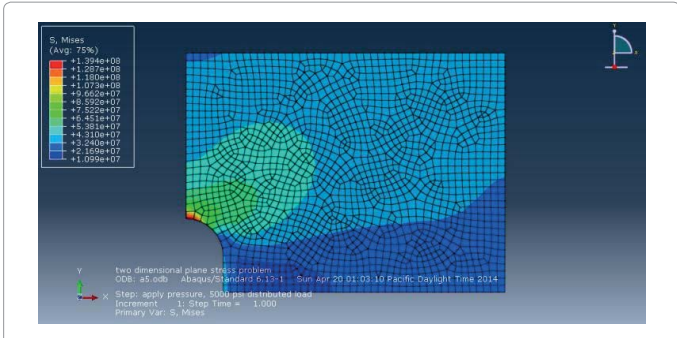 S, Mises
(Avg: 75%)
+1.394e+08
+1.287e+08
+1.180e+08
+1.073e+08
+9.662e+07
+8.592e+07
+7.522e+07
+6.451e+07
+5.381e+07
+4.310e+07
+3.240e+07
+2.169e+07
+1.099e+07
Y
X
Y
X
two dimensional plane stress problem
ODB: a5.odb Abaqus/Standard 6.13-1 Sun Apr 20 01:03:10 Pacific Daylight Time 2014
Step: apply pressure, 5000 psi distributed load
Increment 1: Step Time = 1.000
Primary Var: S, Mises